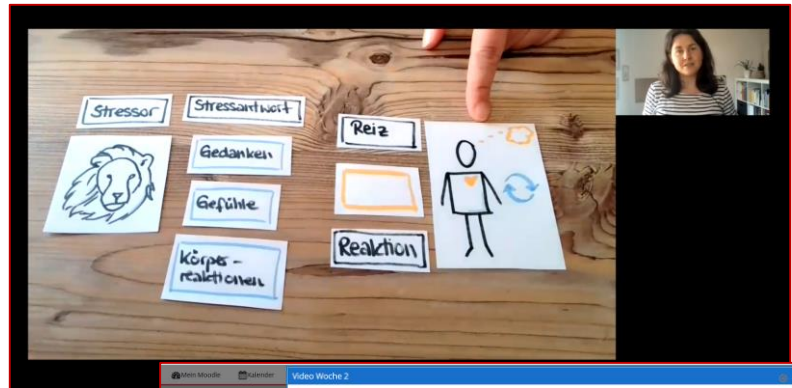 Stressor
Stressantwort
Gedanken
Gefühle
Körper-
reaktionen
Reiz
Reaktion
Mein Moodle
Kalender
Video Woche 2